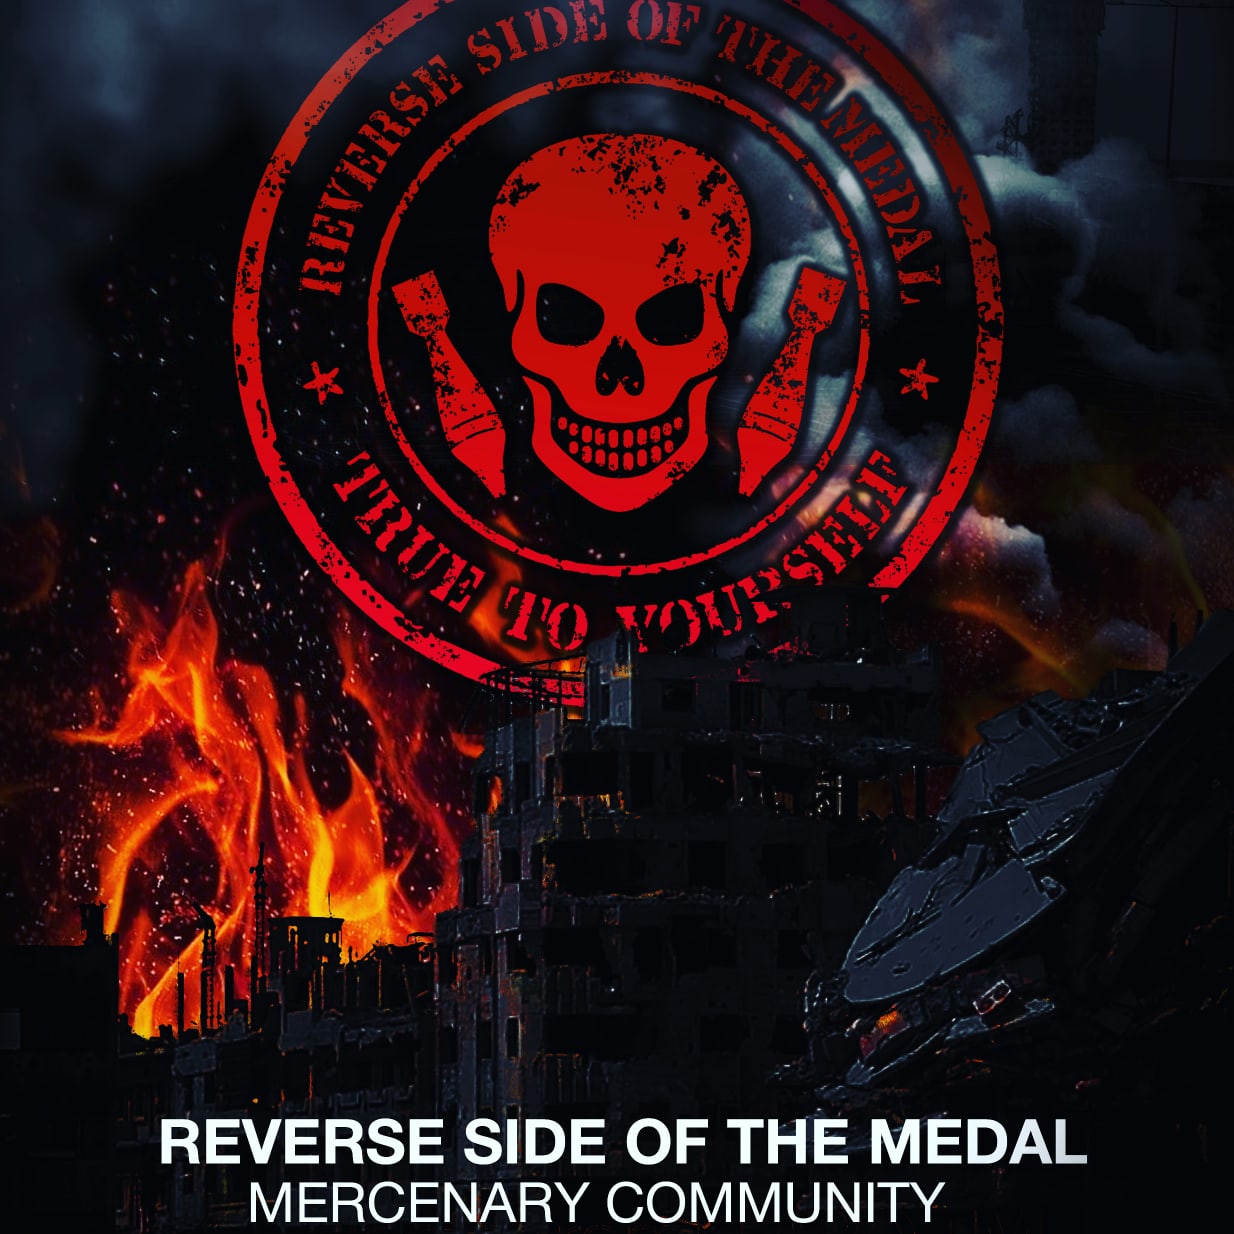 REVERSE SIDE OF THE MEDAL
TRUE TO YOURSELF
REVERSE SIDE OF THE MEDAL
MERCENARY COMMUNITY